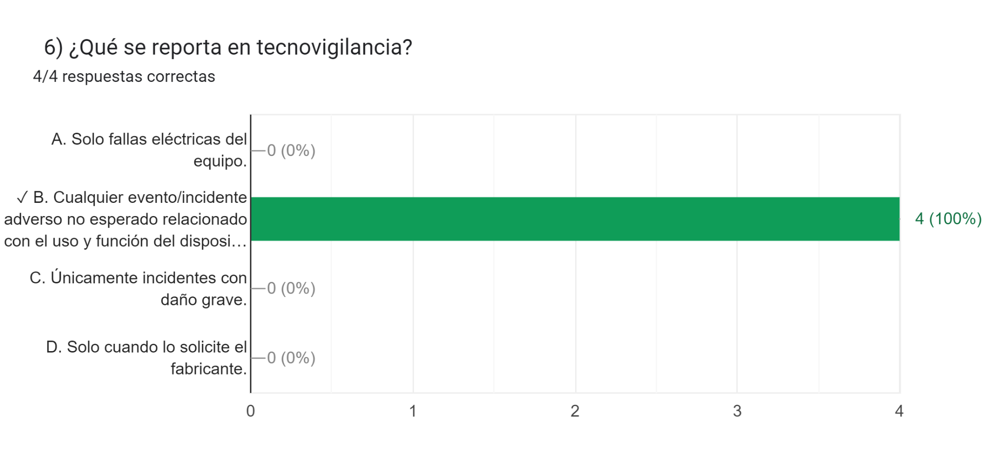 6) ¿Qué se reporta en tecnovigilancia?
4/4 respuestas correctas
A. Solo fallas eléctricas del
equipo.
0 (0%)
✓ B. Cualquier evento/incidente
adverso no esperado relacionado
con el uso y función del disposi…
4 (100%)
C. Únicamente incidentes con
daño grave.
0 (0%)
D. Solo cuando lo solicite el
fabricante.
0 (0%)
0 1 2 3 4